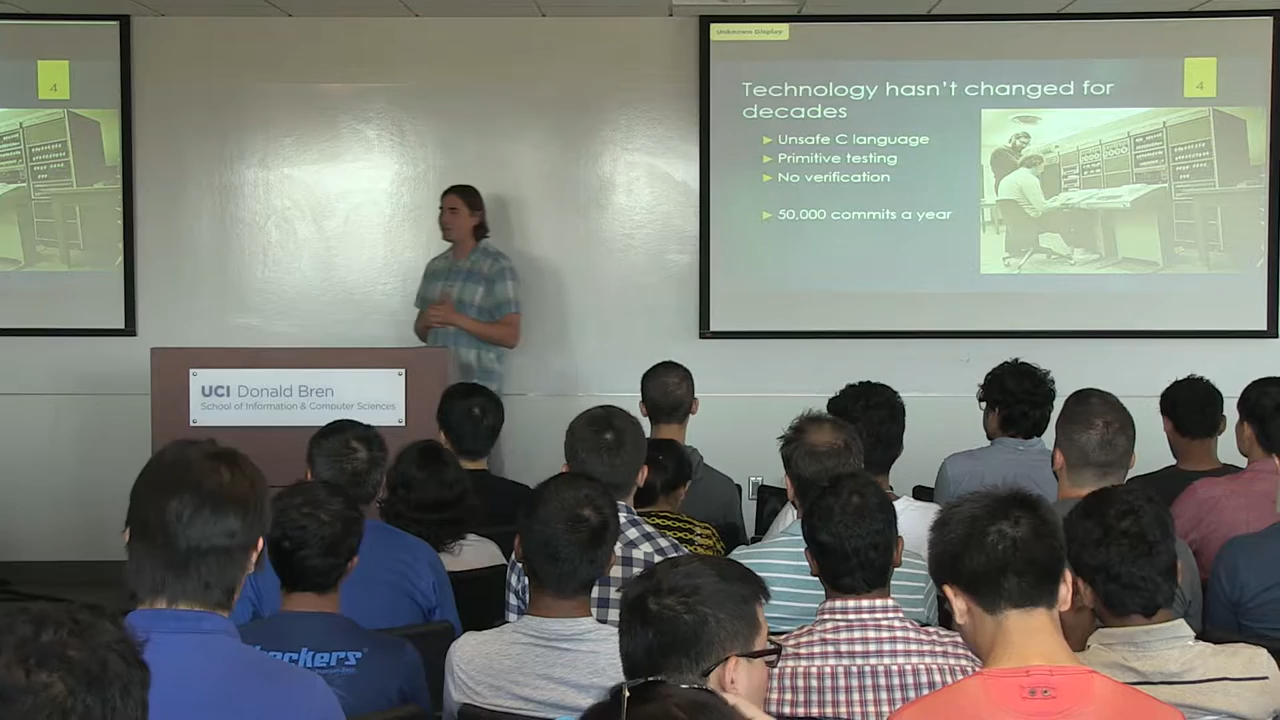 4
Unknown Display
4
Technology hasn't changed for
decades
Unsafe C language
Primitive testing
No verification
50,000 commits a year
UCI Donald Bren
School of Information & Computer Sciences